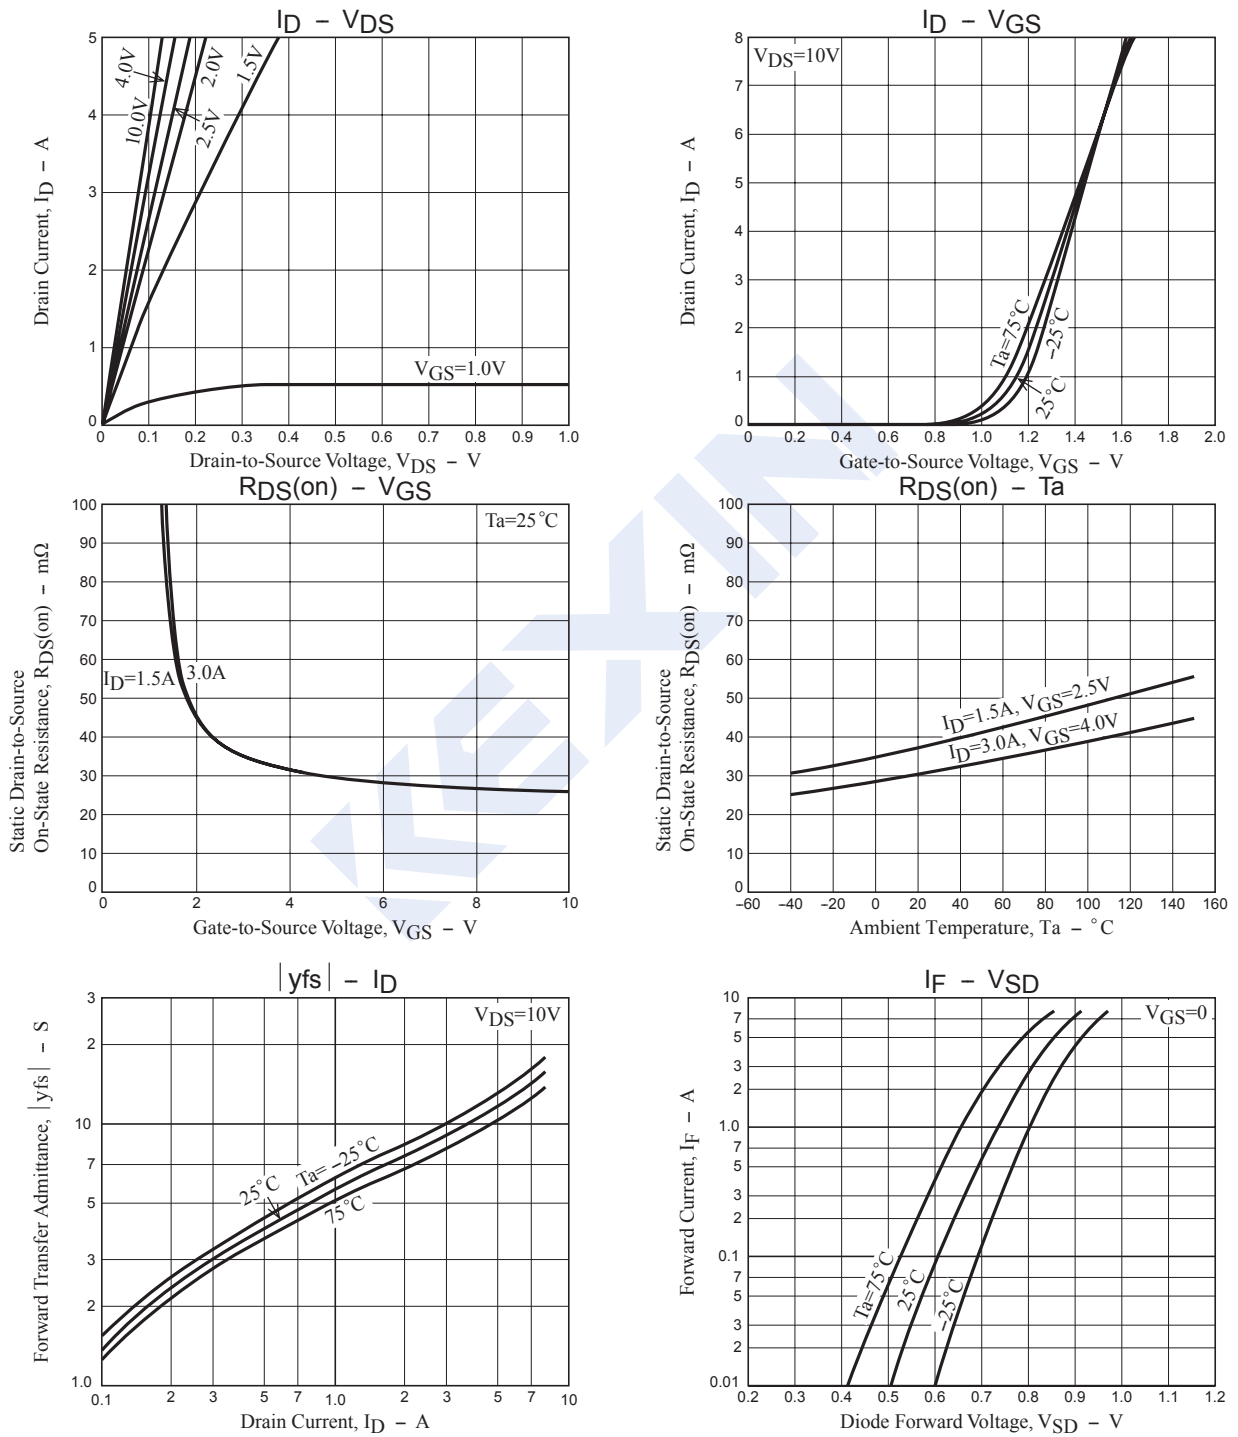 ID – VDS
5
4
3
2
1
0
0 0.1 0.2 0.3 0.4 0.5 0.6 0.7 0.8 0.9 1.0
Drain Current, ID – A
Drain-to-Source Voltage, VDS – V
10.0V
4.0V
2.5V
2.0V
1.5V
VGS=1.0V
ID – VGS
VDS=10V
8
7
6
5
4
3
2
1
0
0 0.2 0.4 0.6 0.8 1.0 1.2 1.4 1.6 1.8 2.0
Drain Current, ID – A
Gate-to-Source Voltage, VGS – V
Ta=75°C
25°C
–25°C
RDS(on) – VGS
Ta=25°C
100
90
80
70
60
50
40
30
20
10
0
0 2 4 6 8 10
Static Drain-to-Source
On-State Resistance, RDS(on) – mΩ
Gate-to-Source Voltage, VGS – V
ID=1.5A
3.0A
RDS(on) – Ta
100
90
80
70
60
50
40
30
20
10
0
–60 –40 –20 0 20 40 60 80 100 120 140 160
Static Drain-to-Source
On-State Resistance, RDS(on) – mΩ
Ambient Temperature, Ta – °C
ID=1.5A, VGS=2.5V
ID=3.0A, VGS=4.0V
|yfs| – ID
VDS=10V
3
2
10
7
5
3
2
1.0
0.1 2 3 5 7 1.0 2 3 5 7 10
Forward Transfer Admittance, |yfs| – S
Drain Current, ID – A
25°C
Ta= –25°C
75°C
IF – VSD
VGS=0
10
7
5
3
2
1.0
7
5
3
2
0.1
7
5
3
2
0.01
0.2 0.3 0.4 0.5 0.6 0.7 0.8 0.9 1.0 1.1 1.2
Forward Current, IF – A
Diode Forward Voltage, VSD – V
Ta=75°C
25°C
–25°C
KEXIN